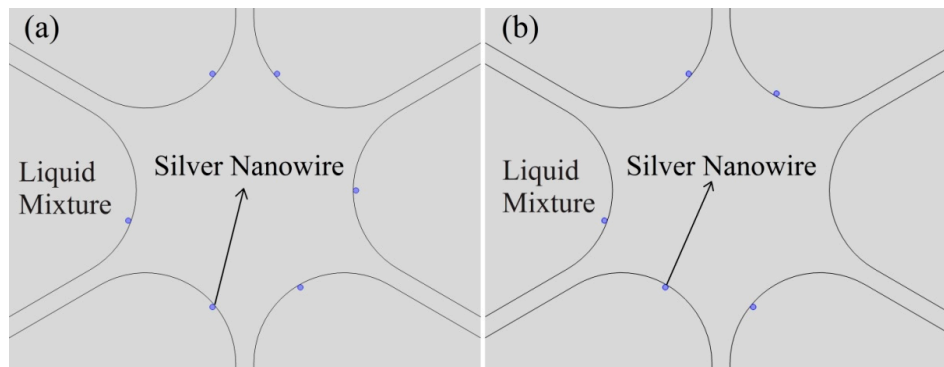 (a)
Liquid
Mixture
Silver Nanowire
(b)
Liquid
Mixture
Silver Nanowire